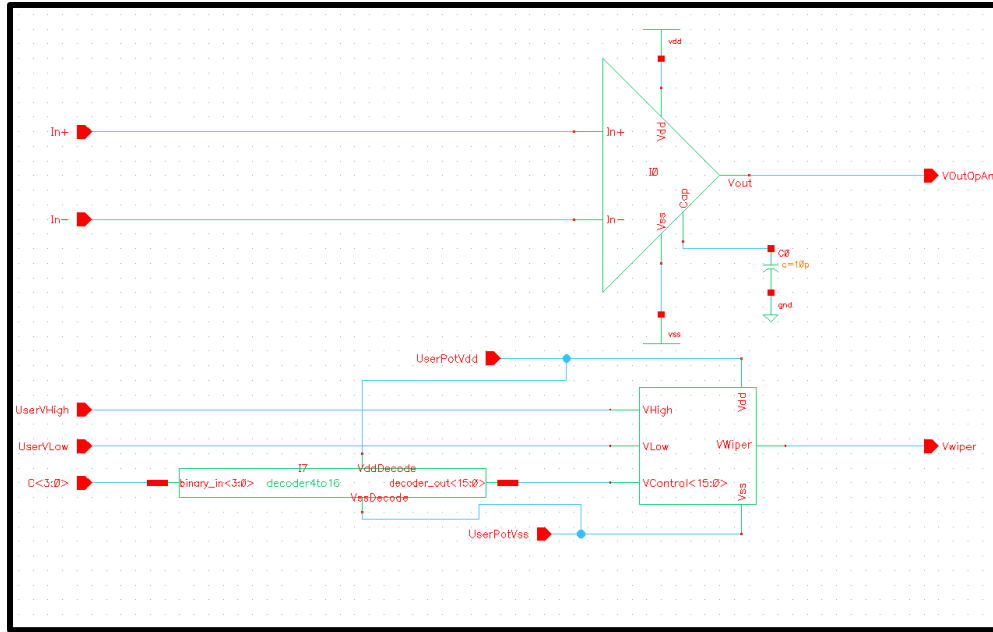 vdd
In+
In+
Vdd
I0
Vout
VOutOpAn
Cap
In-
In-
Vss
C0
c=10p
gnd
vss
UserPotVdd
Vdd
UserVHigh
VHigh
UserVLow
VLow
VWiper
Vwiper
I7
VddDecode
C<3:0>
binary_in<3:0>
decoder4to16
decoder_out<15:0>
VControl<15:0>
VssDecode
Vss
UserPotVss